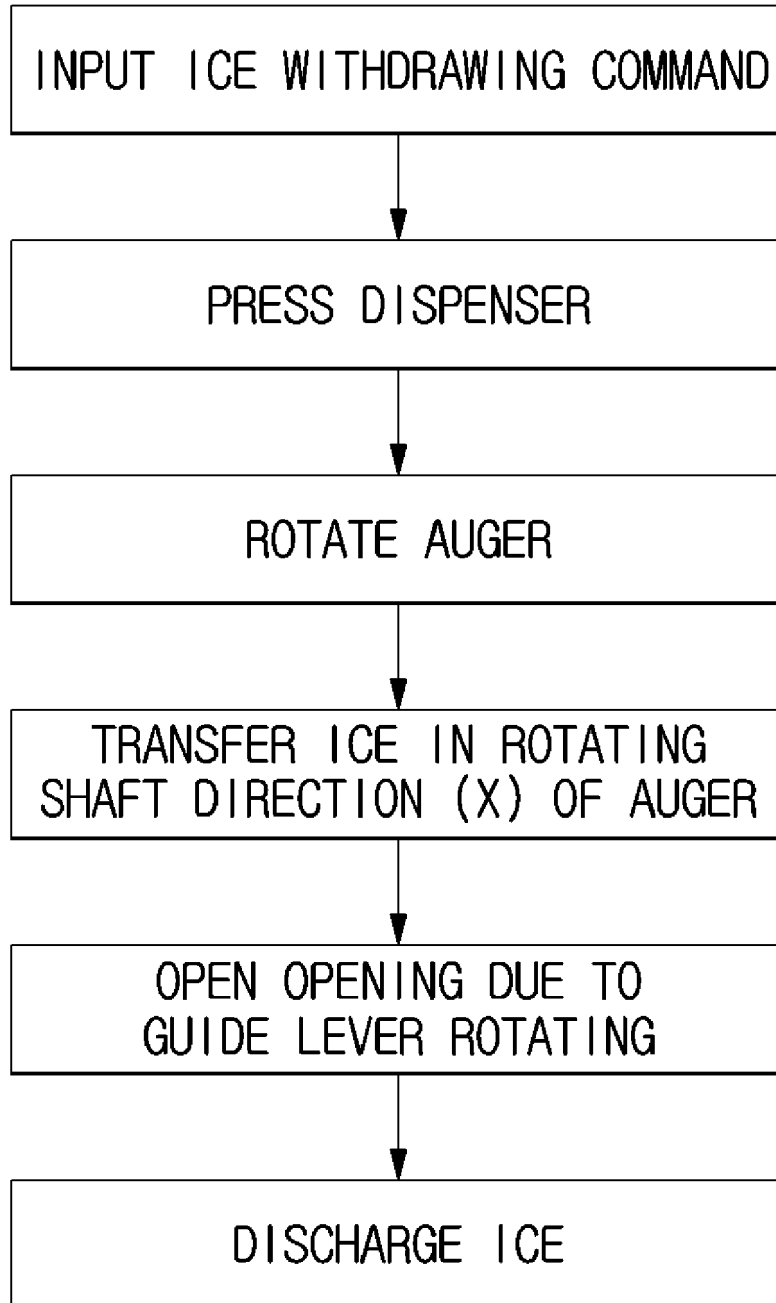 INPUT ICE WITHDRAWING COMMAND
PRESS DISPENSER
ROTATE AUGER
TRANSFER ICE IN ROTATING
SHAFT DIRECTION (X) OF AUGER
OPEN OPENING DUE TO
GUIDE LEVER ROTATING
DISCHARGE ICE